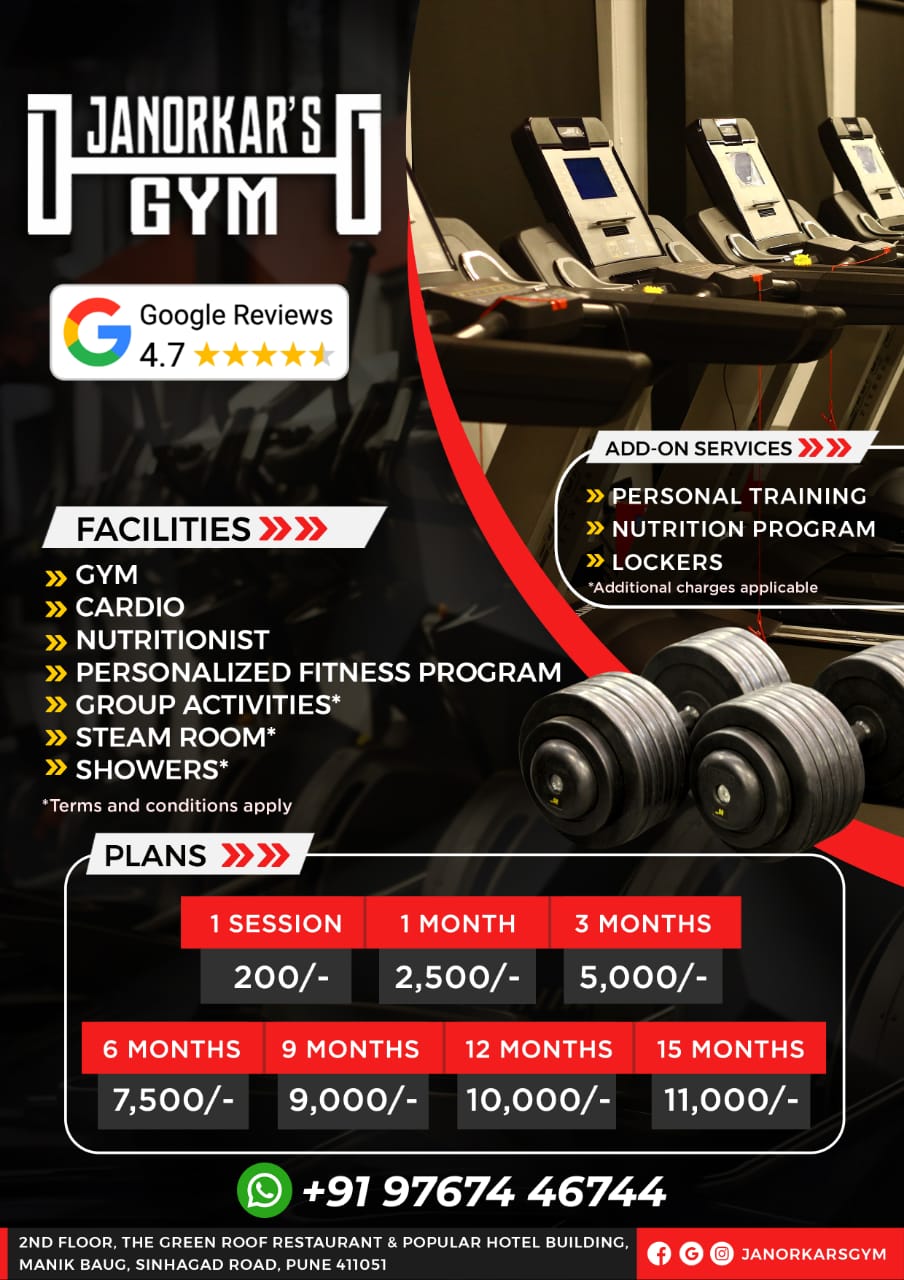 JANORKAR'S
GYM
Google Reviews
4.7
ADD-ON SERVICES
PERSONAL TRAINING
NUTRITION PROGRAM
LOCKERS
*Additional charges applicable
FACILITIES
GYM
CARDIO
NUTRITIONIST
PERSONALIZED FITNESS PROGRAM
GROUP ACTIVITIES*
STEAM ROOM*
SHOWERS*
*Terms and conditions apply
PLANS
1 SESSION 1 MONTH 3 MONTHS
200/- 2,500/- 5,000/-
6 MONTHS 9 MONTHS 12 MONTHS 15 MONTHS
7,500/- 9,000/- 10,000/- 11,000/-
+91 97674 46744
2ND FLOOR, THE GREEN ROOF RESTAURANT & POPULAR HOTEL BUILDING,
MANIK BAUG, SINHAGAD ROAD, PUNE 411051
JANORKARSGYM